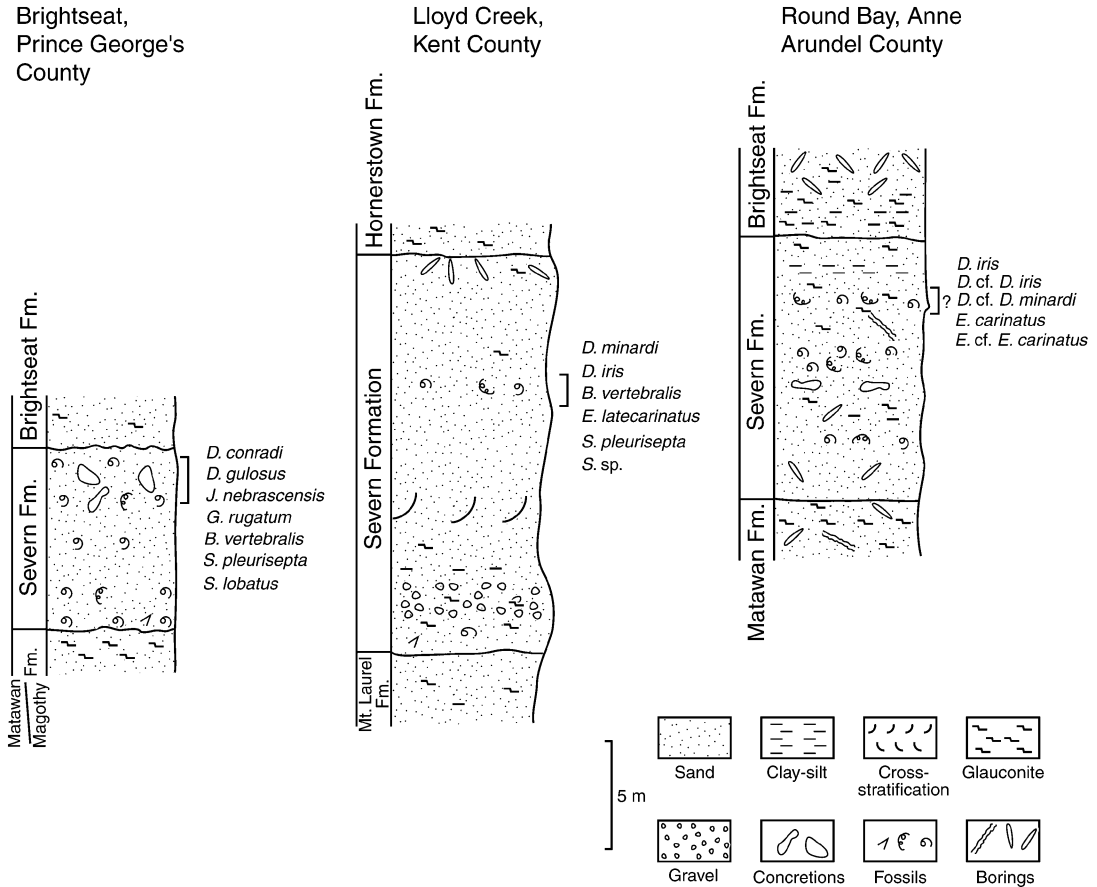 Brightseat,
Prince George's
County
Brightseat Fm.
Severn Fm.
Matawan
Magothy
Fm.
D. conradi
D. gulosus
J. nebrascensis
G. rugatum
B. vertebralis
S. pleurisepta
S. lobatus
Lloyd Creek,
Kent County
Hornerstown Fm.
Severn Formation
Mt. Laurel
Fm.
D. minardi
D. iris
B. vertebralis
E. latecarinatus
S. pleurisepta
S. sp.
Round Bay, Anne
Arundel County
Brightseat Fm.
Severn Fm.
Matawan Fm.
D. iris
D. cf. D. iris
? D. cf. D. minardi
E. carinatus
E. cf. E. carinatus
5 m
Sand
Clay-silt
Cross-
stratification
Glauconite
Gravel
Concretions
Fossils
Borings